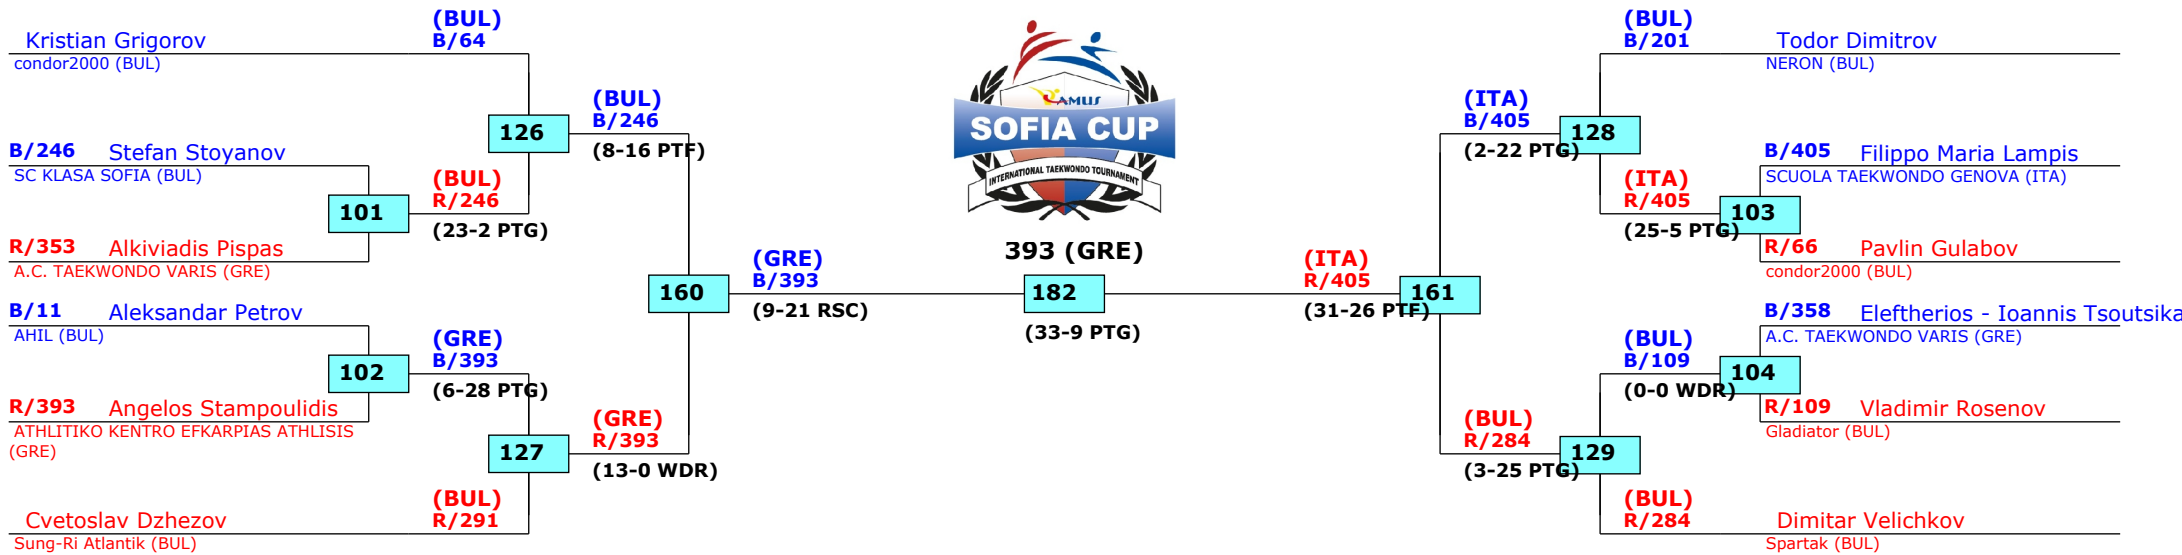 (BUL)
B/64
Kristian Grigorov
condor2000 (BUL)
(BUL)
B/246
126
(8-16 PTF)
B/246 Stefan Stoyanov
SC KLASA SOFIA (BUL)
(BUL)
R/246
101
(23-2 PTG)
R/353 Alkiviadis Pispas
A.C. TAEKWONDO VARIS (GRE)
(GRE)
B/393
160
(9-21 RSC)
B/11 Aleksandar Petrov
AHIL (BUL)
(GRE)
B/393
102
(6-28 PTG)
R/393 Angelos Stampoulidis
ATHLITIKO KENTRO EFKARPIAS ATHLISIS
(GRE)
(GRE)
R/393
127
(13-0 WDR)
(BUL)
R/291
Cvetoslav Dzhezov
Sung-Ri Atlantik (BUL)
RAMUS
SOFIA CUP
INTERNATIONAL TAEKWONDO TOURNAMENT
393 (GRE)
182
(33-9 PTG)
(BUL)
B/201
Todor Dimitrov
NERON (BUL)
(ITA)
B/405
128
(2-22 PTG)
B/405 Filippo Maria Lampis
SCUOLA TAEKWONDO GENOVA (ITA)
(ITA)
R/405
103
(25-5 PTG)
R/66 Pavlin Gulabov
condor2000 (BUL)
(ITA)
R/405
161
(31-26 PTF)
B/358 Eleftherios - Ioannis Tsoutsika
A.C. TAEKWONDO VARIS (GRE)
(BUL)
B/109
104
(0-0 WDR)
R/109 Vladimir Rosenov
Gladiator (BUL)
(BUL)
R/284
129
(3-25 PTG)
(BUL)
R/284
Dimitar Velichkov
Spartak (BUL)